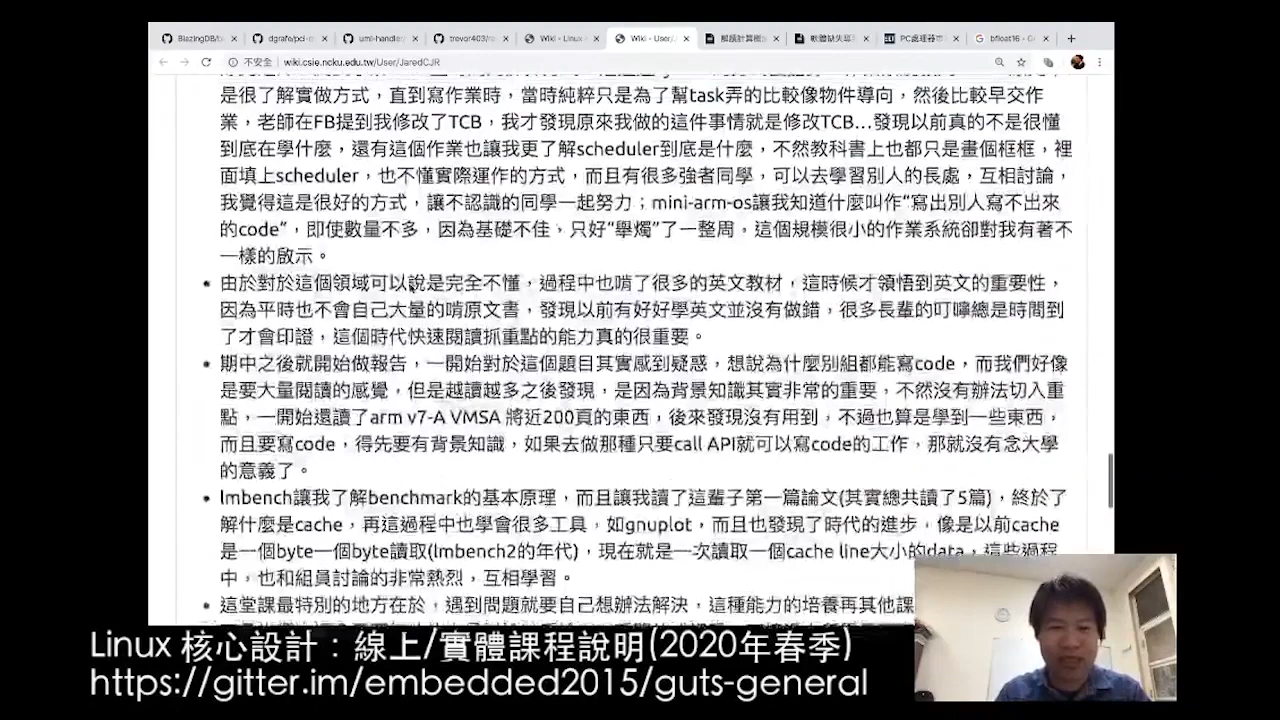 BlazingDB/b
dgrafe/pci-
uml-handle
trevor403/
Wiki - Linux
Wiki - User/J
解讀計算機
軟體缺失導
PC處理器市
bfloat16 - G
不安全 | wiki.csie.ncku.edu.tw/User/JaredCJR
是很了解實做方式，直到寫作業時，當時純粹只是為了幫task弄的比較像物件導向，然後比較早交作
業，老師在FB提到我修改了TCB，我才發現原來我做的這件事情就是修改TCB...發現以前真的不是很懂
到底在學什麼，還有這個作業也讓我更了解scheduler到底是什麼，不然教科書上也都只是畫個框框，裡
面填上scheduler，也不懂實際運作的方式，而且有很多強者同學，可以去學習別人的長處，互相討論，
我覺得這是很好的方式，讓不認識的同學一起努力；mini-arm-os讓我知道什麼叫作“寫出別人寫不出來
的code”，即使數量不多，因為基礎不佳，只好“舉燭”了一整周，這個規模很小的作業系統卻對我有著不
一樣的啟示。
由於對於這個領域可以說是完全不懂，過程中也啃了很多的英文教材，這時候才領悟到英文的重要性，
因為平時也不會自己大量的啃原文書，發現以前有好好學英文並沒有做錯，很多長輩的叮嚀總是時間到
了才會印證，這個時代快速閱讀抓重點的能力真的很重要。
期中之後就開始做報告，一開始對於這個題目其實感到疑惑，想說為什麼別組都能寫code，而我們好像
是要大量閱讀的感覺，但是越讀越多之後發現，是因為背景知識其實非常的重要，不然沒有辦法切入重
點，一開始還讀了arm v7-A VMSA 將近200頁的東西，後來發現沒有用到，不過也算是學到一些東西，
而且要寫code，得先要有背景知識，如果去做那種只要call API就可以寫code的工作，那就沒有念大學
的意義了。
lmbench讓我了解benchmark的基本原理，而且讓我讀了這輩子第一篇論文(其實總共讀了5篇)，終於了
解什麼是cache，再這過程中也學會很多工具，如gnuplot，而且也發現了時代的進步，像是以前cache
是一個byte一個byte讀取(lmbench2的年代)，現在就是一次讀取一個cache line大小的data，這些過程
中，也和組員討論的非常熱烈，互相學習。
這堂課最特別的地方在於，遇到問題就要自己想辦法解決，這種能力的培養再其他課
Linux 核心設計：線上/實體課程說明(2020年春季)
https://gitter.im/embedded2015/guts-general